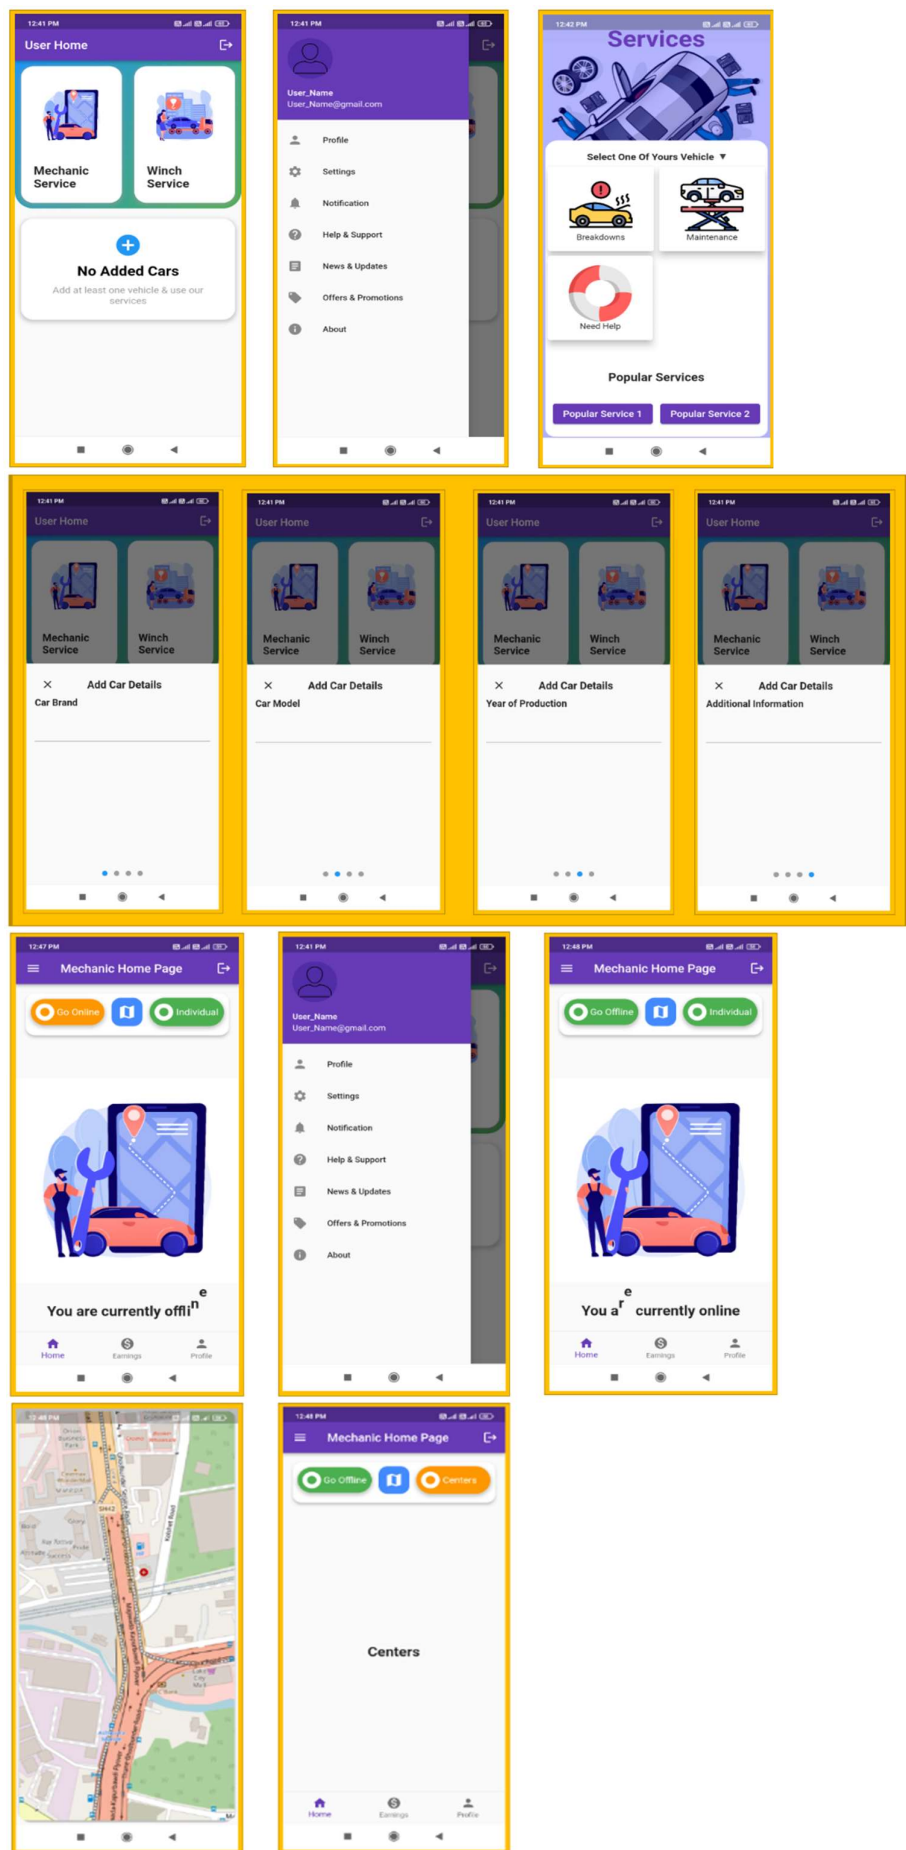 12:41 PM
User Home
Mechanic
Service
Winch
Service
No Added Cars
Add at least one vehicle & use our
services
12:41 PM
User_Name
User_Name@gmail.com
Profile
Settings
Notification
Help & Support
News & Updates
Offers & Promotions
About
12:42 PM
Services
Select One Of Yours Vehicle ▼
Breakdowns
Maintenance
Need Help
Popular Services
Popular Service 1
Popular Service 2
12:41 PM
User Home
Mechanic
Service
Winch
Service
Add Car Details
Car Brand
12:41 PM
User Home
Mechanic
Service
Winch
Service
Add Car Details
Car Model
12:41 PM
User Home
Mechanic
Service
Winch
Service
Add Car Details
Year of Production
12:41 PM
User Home
Mechanic
Service
Winch
Service
Add Car Details
Additional Information
12:47 PM
Mechanic Home Page
Go Online
Individual
You are currently offline
Home
Earnings
Profile
12:41 PM
User_Name
User_Name@gmail.com
Profile
Settings
Notification
Help & Support
News & Updates
Offers & Promotions
About
12:48 PM
Mechanic Home Page
Go Offline
Individual
You are currently online
Home
Earnings
Profile
12:48 PM
Business
Park
SH442
City
12:48 PM
Mechanic Home Page
Go Offline
Centers
Centers
Home
Earnings
Profile